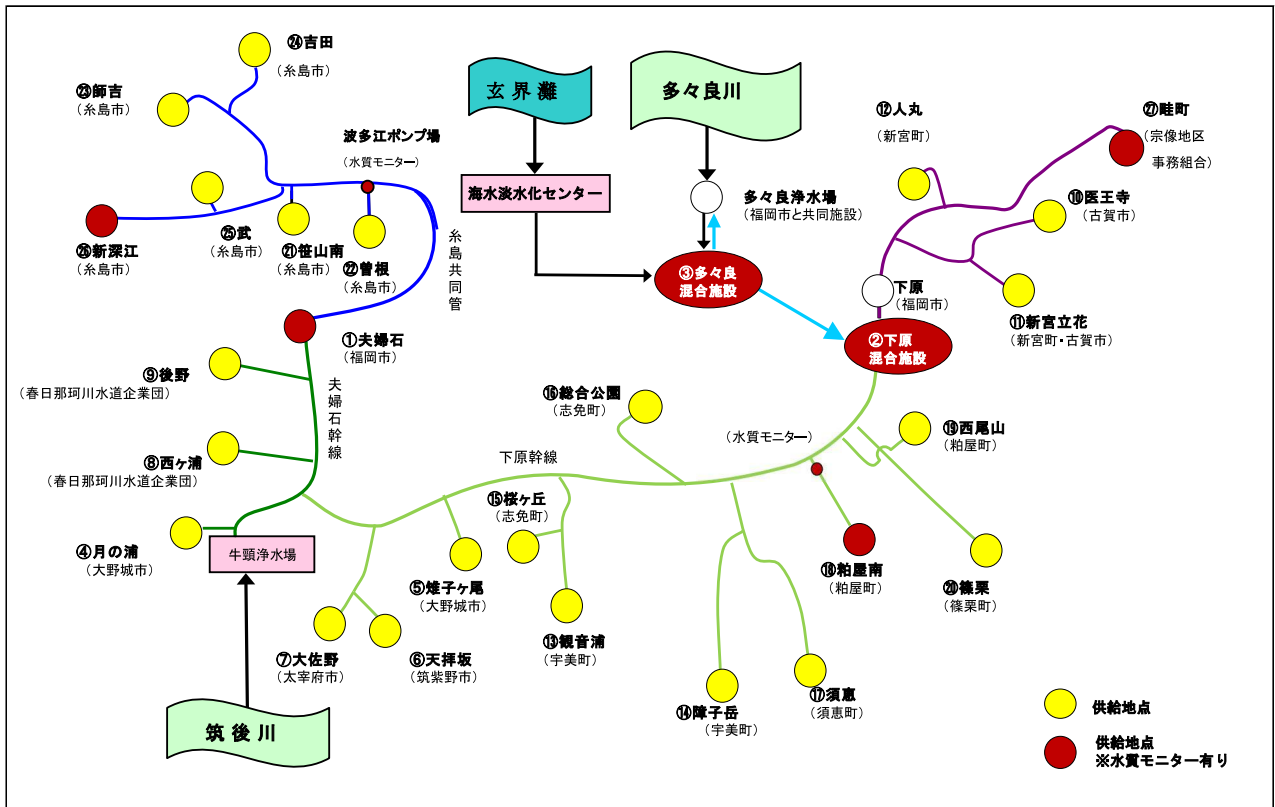 ㉔吉田
（糸島市）
㉓師吉
（糸島市）
波多江ポンプ場
（水質モニター）
㉖新深江
（糸島市）
㉕武
（糸島市）
㉑笹山南
（糸島市）
㉒曽根
（糸島市）
糸島共同管
玄界灘
海水淡水化センター
多々良川
多々良浄水場
（福岡市と共同施設）
③多々良
混合施設
⑫人丸
（新宮町）
㉗畦町
（宗像地区
事務組合）
⑩医王寺
（古賀市）
⑪新宮立花
（新宮町・古賀市）
下原
（福岡市）
②下原
混合施設
①夫婦石
（福岡市）
⑨後野
（春日那珂川水道企業団）
夫婦石幹線
⑧西ヶ浦
（春日那珂川水道企業団）
④月の浦
（大野城市）
牛頸浄水場
筑後川
下原幹線
⑯総合公園
（志免町）
（水質モニター）
⑲西尾山
（粕屋町）
⑮桜ヶ丘
（志免町）
⑤雉子ヶ尾
（大野城市）
⑦大佐野
（太宰府市）
⑥天拝坂
（筑紫野市）
⑬観音浦
（宇美町）
⑭障子岳
（宇美町）
⑰須恵
（須恵町）
⑱粕屋南
（粕屋町）
⑳篠栗
（篠栗町）
供給地点
供給地点
※水質モニター有り